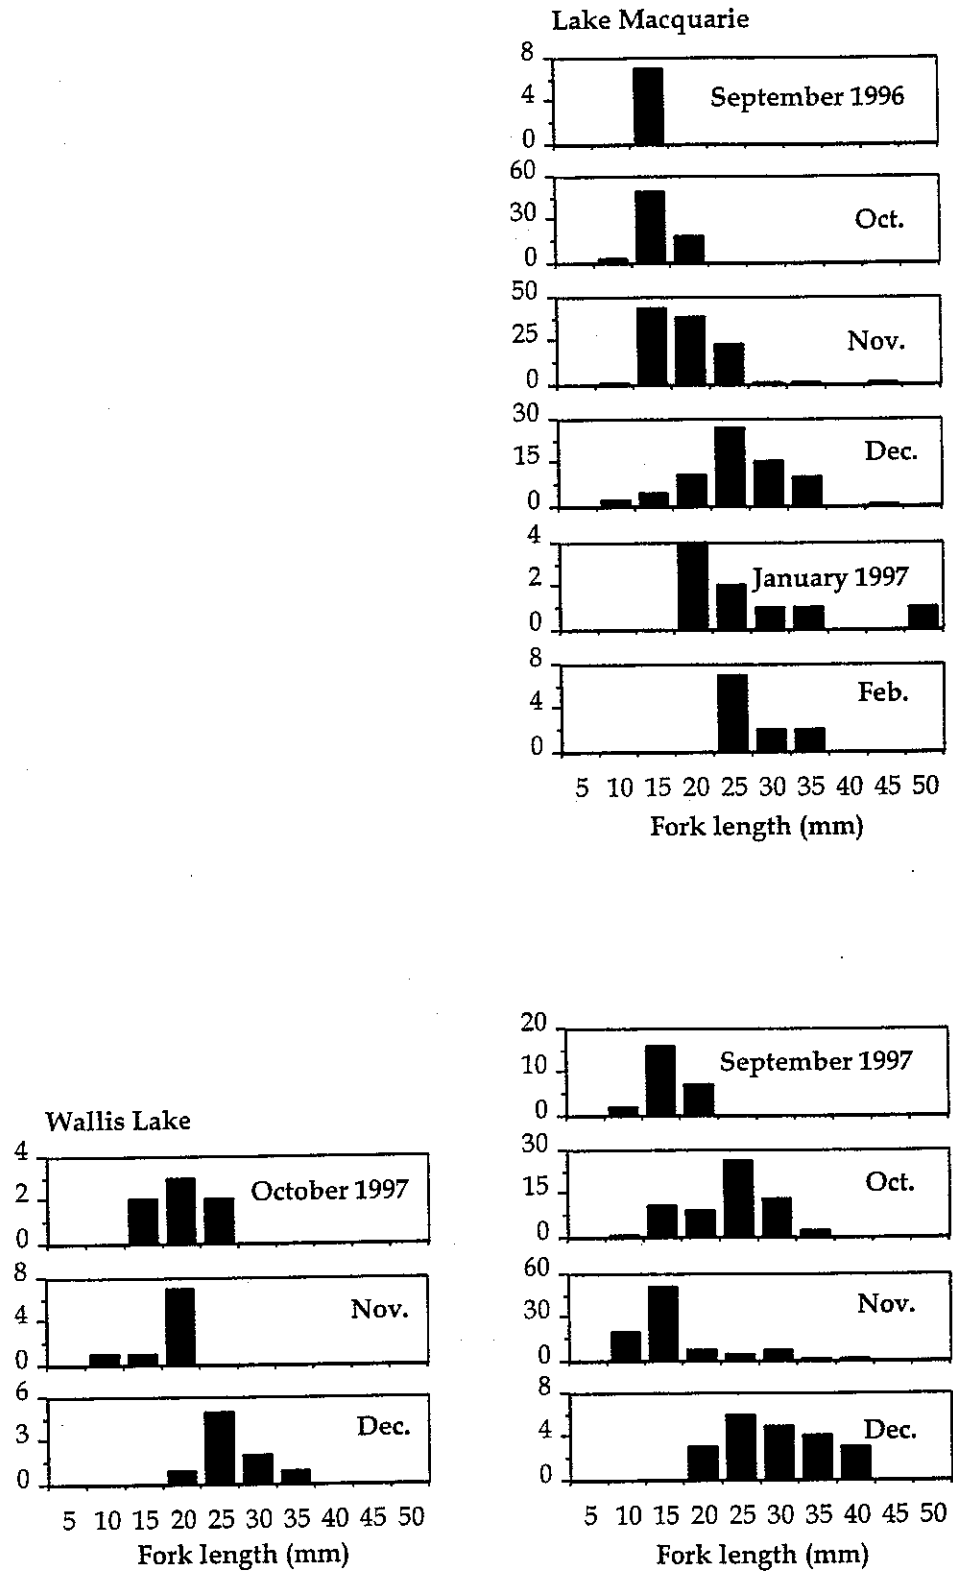 Lake Macquarie
8
4
0
September 1996
60
30
0
Oct.
50
25
0
Nov.
30
15
0
Dec.
4
2
0
January 1997
8
4
0
Feb.
5 10 15 20 25 30 35 40 45 50
Fork length (mm)
Wallis Lake
4
2
0
October 1997
8
4
0
Nov.
6
3
0
Dec.
5 10 15 20 25 30 35 40 45 50
Fork length (mm)
20
10
0
September 1997
30
15
0
Oct.
60
30
0
Nov.
8
4
0
Dec.
5 10 15 20 25 30 35 40 45 50
Fork length (mm)